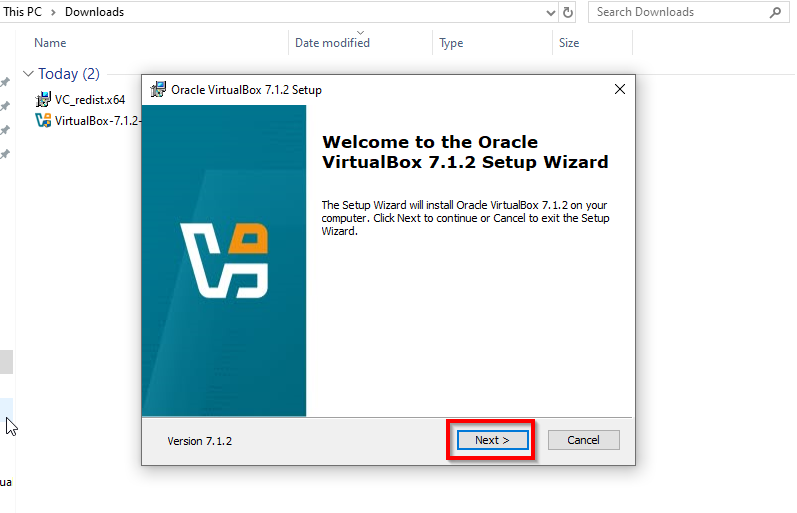 This PC > Downloads
Search Downloads
Name
Date modified
Type
Size
Today (2)
VC_redist.x64
VirtualBox-7.1.2-
Oracle VirtualBox 7.1.2 Setup
Welcome to the Oracle
VirtualBox 7.1.2 Setup Wizard
The Setup Wizard will install Oracle VirtualBox 7.1.2 on your
computer. Click Next to continue or Cancel to exit the Setup
Wizard.
Version 7.1.2
Next >
Cancel
ua